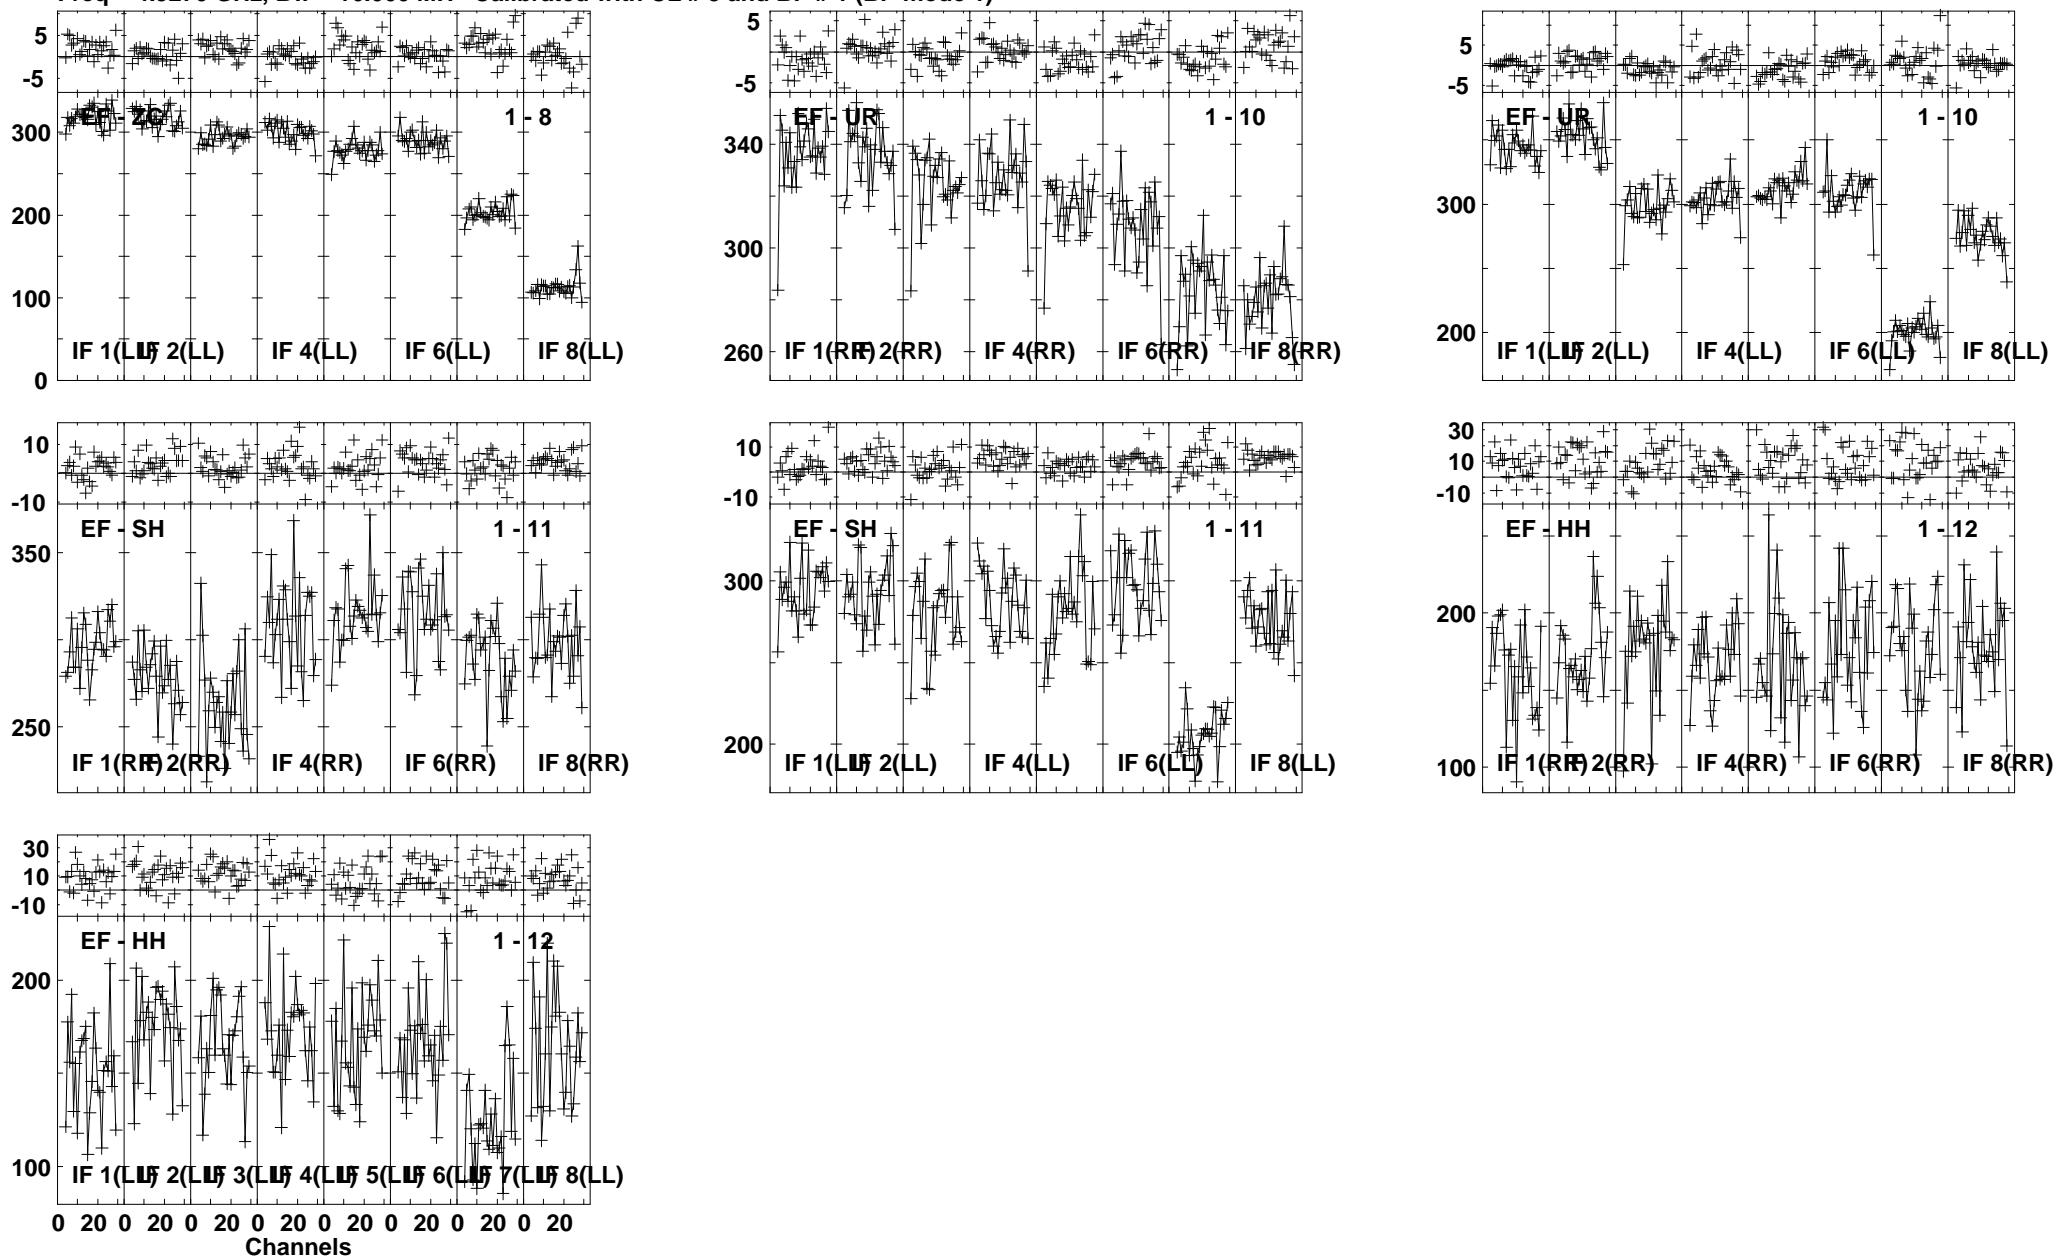 5 5 5
-5 -5 -5
EF - ZC 1 - 8 EF - UR 1 - 10 EF - UR 1 - 10
300 340 300
200 300 200
100 260
0
IF 1(LL) IF 2(LL) IF 4(LL) IF 6(LL) IF 8(LL) IF 1(RR) IF 2(RR) IF 4(RR) IF 6(RR) IF 8(RR) IF 1(LL) IF 2(LL) IF 4(LL) IF 6(LL) IF 8(LL)
10 10 30
-10 -10 10
-10
EF - SH 1 - 11 EF - SH 1 - 11 EF - HH 1 - 12
350 300 200
250 200 100
IF 1(RR) IF 2(RR) IF 4(RR) IF 6(RR) IF 8(RR) IF 1(LL) IF 2(LL) IF 4(LL) IF 6(LL) IF 8(LL) IF 1(RR) IF 2(RR) IF 4(RR) IF 6(RR) IF 8(RR)
30
10
-10
EF - HH 1 - 12
200
100
IF 1(LL) IF 2(LL) IF 3(LL) IF 4(LL) IF 5(LL) IF 6(LL) IF 7(LL) IF 8(LL)
0 20 0 20 0 20 0 20 0 20 0 20 0 20 0 20
Channels